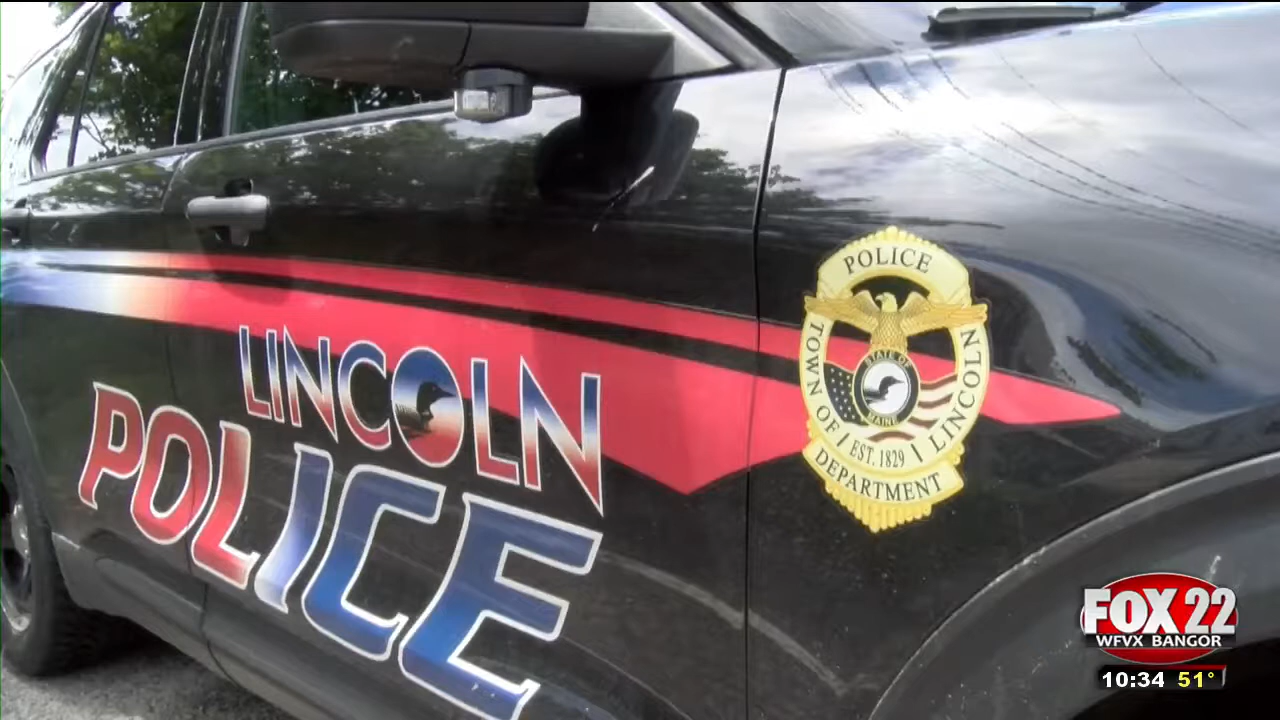 LINCOLN
POLICE
POLICE
TOWN OF LINCOLN
STATE OF
MAINE
EST. 1829
DEPARTMENT
FOX 22
WFVX BANGOR
10:34 51°